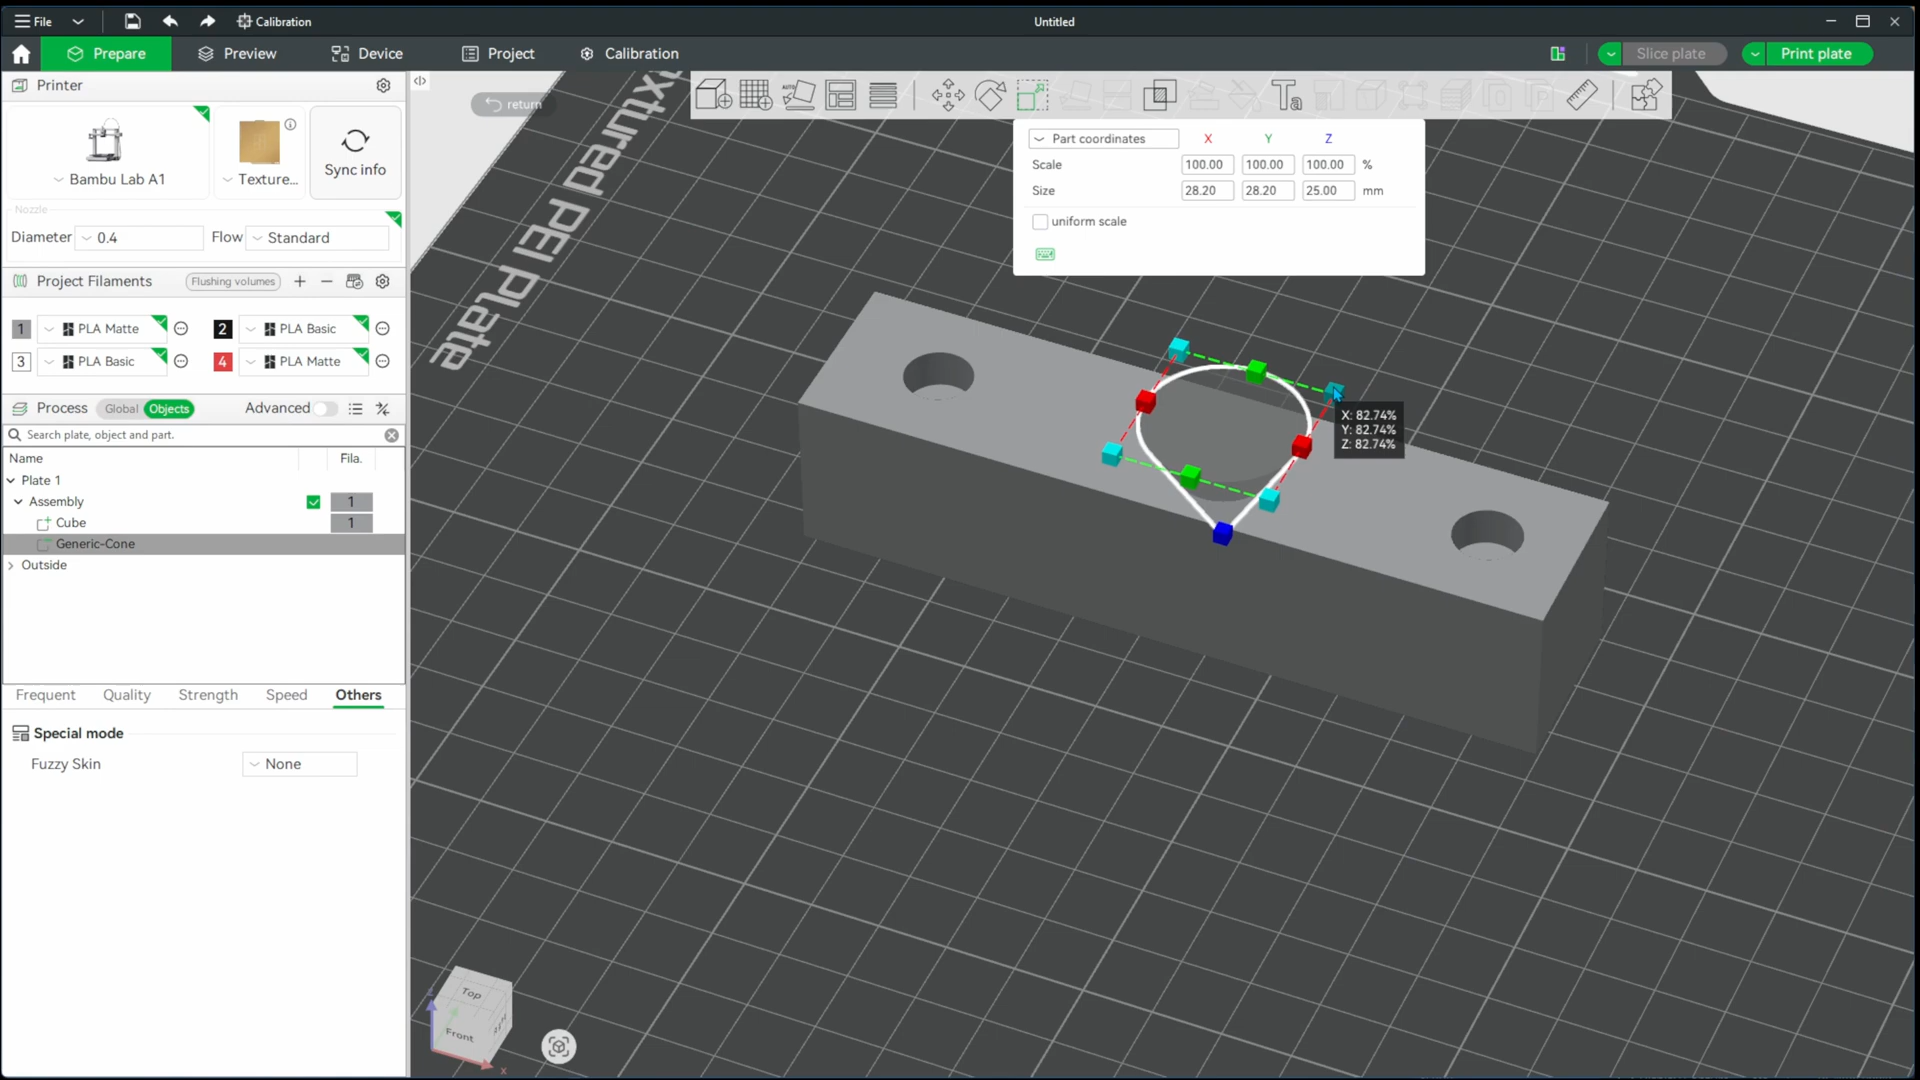 File
Calibration
Untitled
Prepare
Preview
Device
Project
Calibration
Slice plate
Print plate
Printer
return
Bambu Lab A1
Texture...
Sync info
Nozzle
Diameter 0.4 Flow Standard
Project Filaments
Flushing volumes
1 PLA Matte 2 PLA Basic
3 PLA Basic 4 PLA Matte
Process Global Objects Advanced
Search plate, object and part.
Name Fila.
Plate 1
Assembly 1
Cube 1
Generic-Cone
Outside
Frequent Quality Strength Speed Others
Special mode
Fuzzy Skin None
AUTO
Ta
Part coordinates X Y Z
Scale 100.00 100.00 100.00 %
Size 28.20 28.20 25.00 mm
uniform scale
X: 82.74%
Y: 82.74%
Z: 82.74%
Textured PEI Plate
Top
Front
z
x